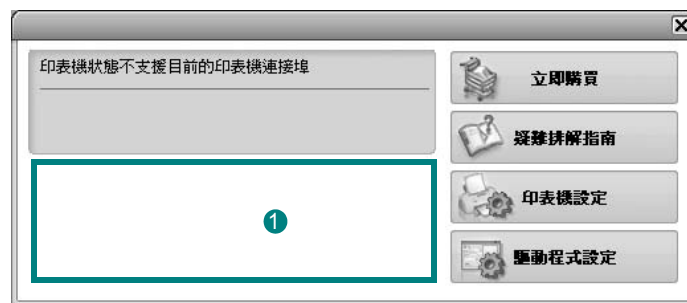 印表機狀態不支援目前的印表機連接埠
立即購買
疑難排解指南
印表機設定
驅動程式設定
1